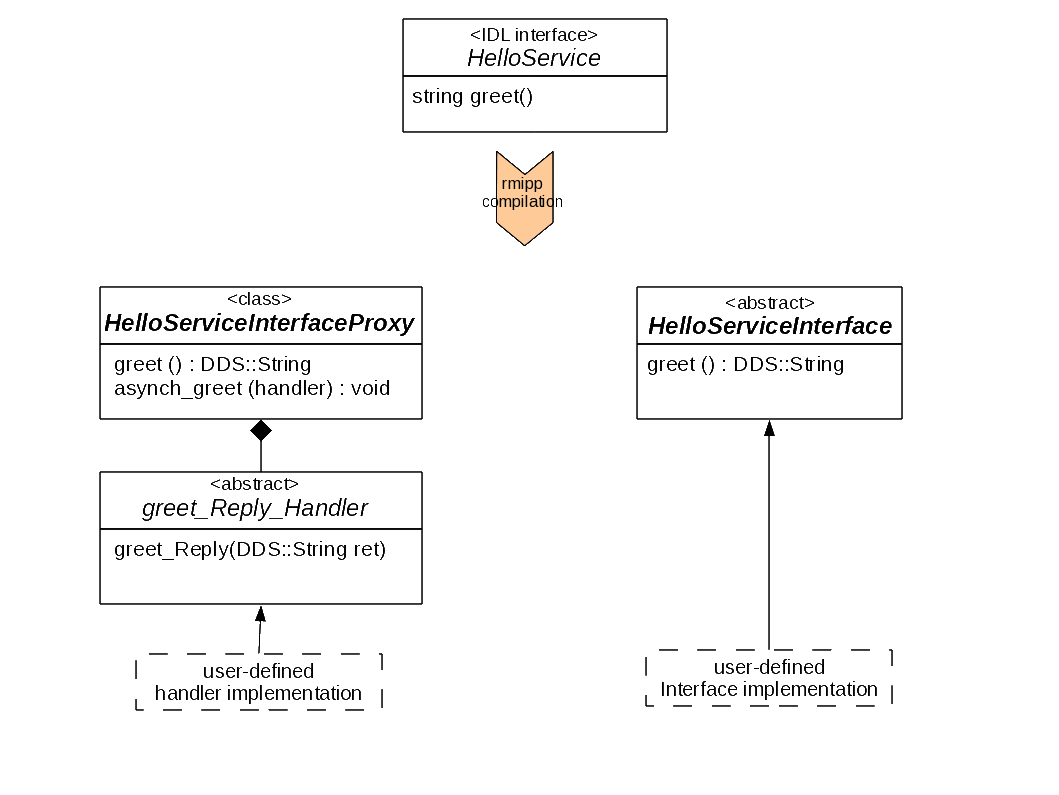 <IDL interface>
HelloService
string greet()
rmipp
compilation
<class>
HelloServiceInterfaceProxy
greet () : DDS::String
asynch_greet (handler) : void
<abstract>
HelloServiceInterface
greet () : DDS::String
<abstract>
greet_Reply_Handler
greet_Reply(DDS::String ret)
user-defined
handler implementation
user-defined
Interface implementation